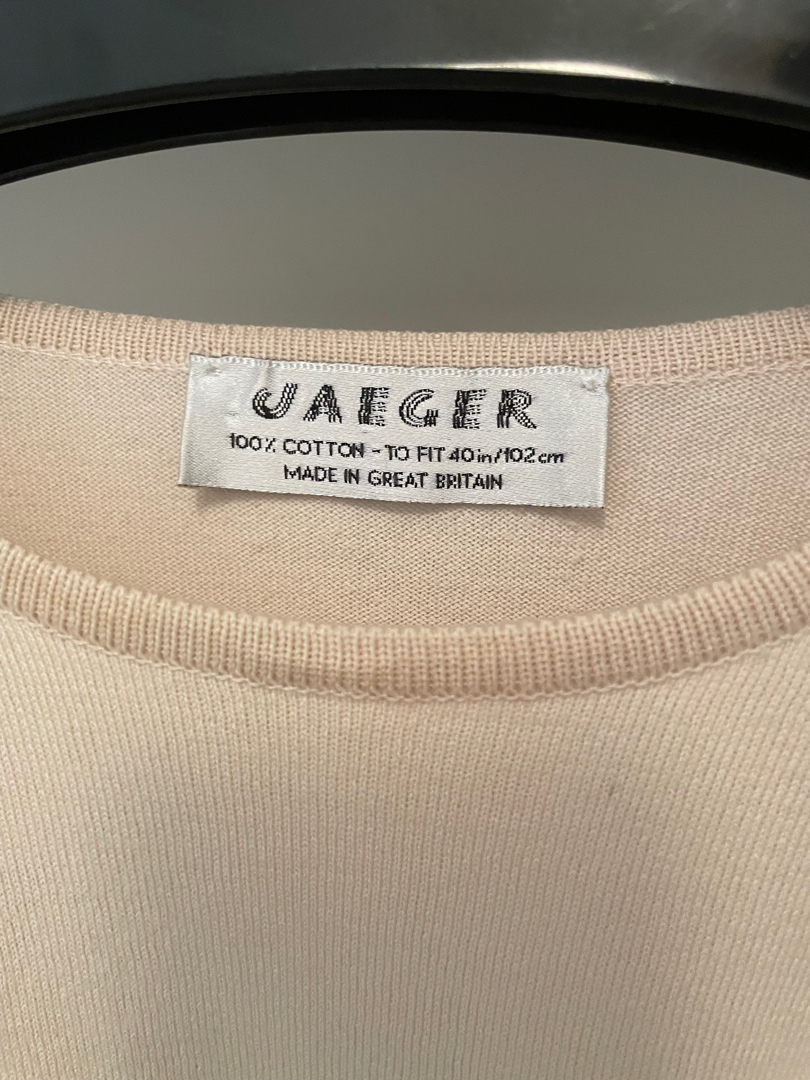 JAEGER
100% COTTON - TO FIT 40in/102cm
MADE IN GREAT BRITAIN